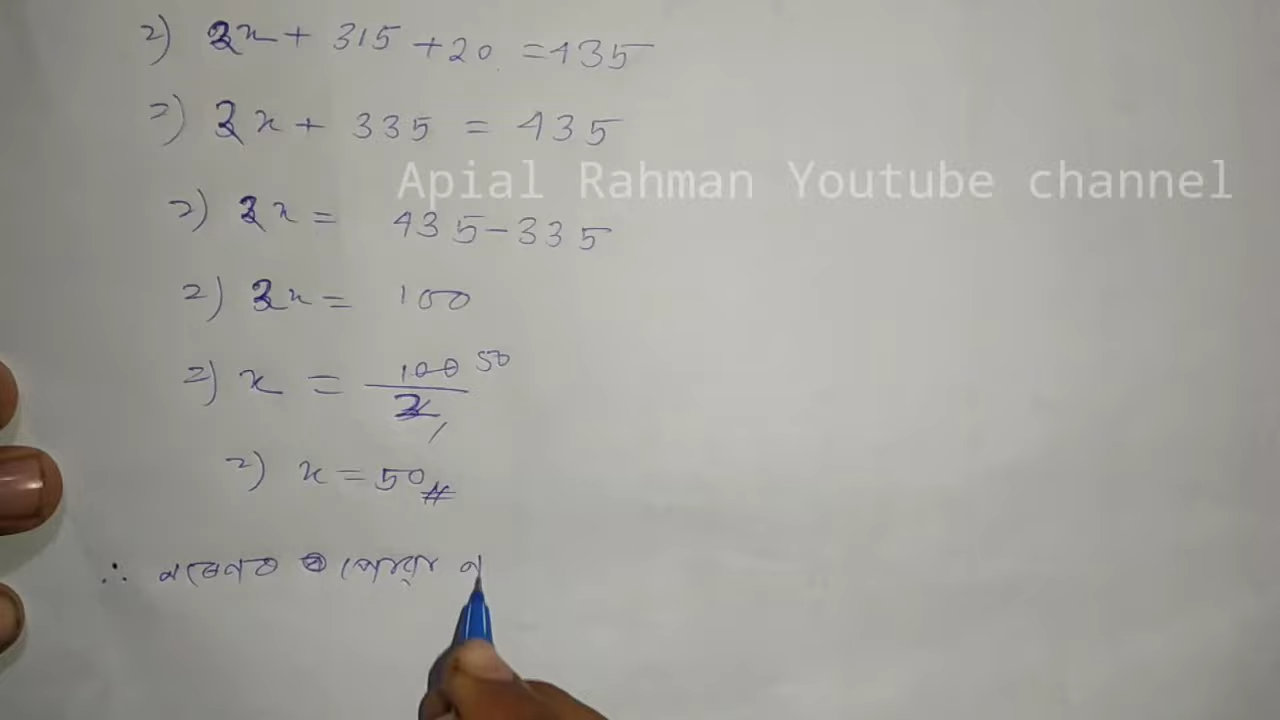 ⇒) 2x + 315 + 20 = 435
⇒) 2x + 335 = 435
Apial Rahman Youtube channel
⇒) 2x = 435 - 335
⇒) 2x = 100
⇒) x = 100/2 50
⇒) x = 50 #
∴